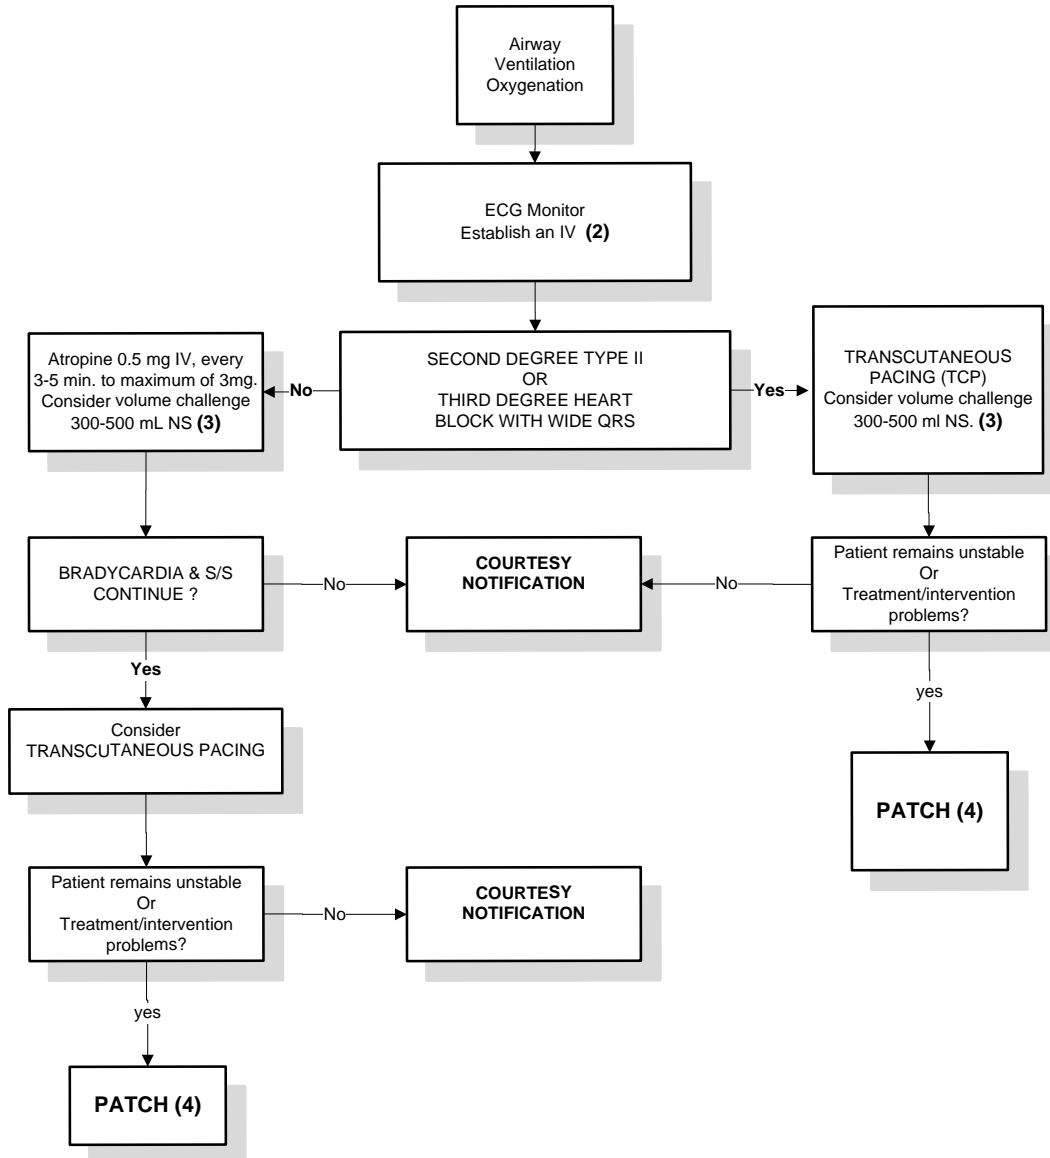 Airway
Ventilation
Oxygenation
ECG Monitor
Establish an IV (2)
Atropine 0.5 mg IV, every
3-5 min. to maximum of 3mg.
Consider volume challenge
300-500 mL NS (3)
No
SECOND DEGREE TYPE II
OR
THIRD DEGREE HEART
BLOCK WITH WIDE QRS
Yes
TRANSCUTANEOUS
PACING (TCP)
Consider volume challenge
300-500 ml NS. (3)
BRADYCARDIA & S/S
CONTINUE ?
No
COURTESY
NOTIFICATION
No
Patient remains unstable
Or
Treatment/intervention
problems?
Yes
yes
Consider
TRANSCUTANEOUS PACING
PATCH (4)
Patient remains unstable
Or
Treatment/intervention
problems?
No
COURTESY
NOTIFICATION
yes
PATCH (4)